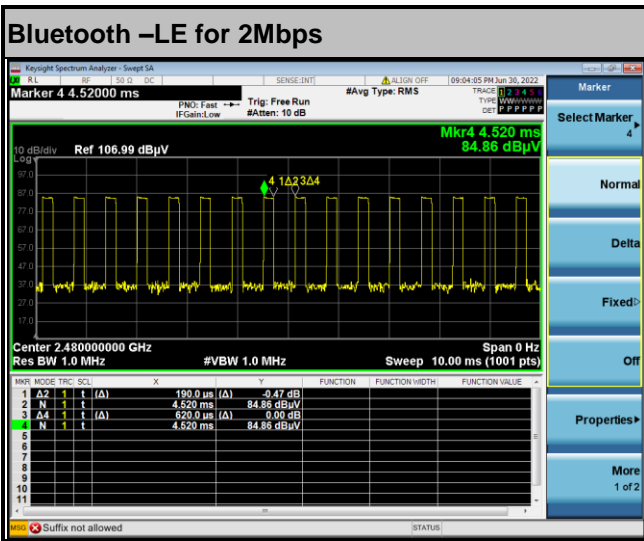 Bluetooth –LE for 2Mbps
Keysight Spectrum Analyzer - Swept SA
RL RF 50 Ω DC SENSE:INT ALIGN OFF 09:04:05 PM Jun 30, 2022
Marker 4 4.52000 ms #Avg Type: RMS TRACE 1 2 3 4 5 6
PNO: Fast Trig: Free Run TYPE WWWWWW
IFGain:Low #Atten: 10 dB DET P P P P P P
Mkr4 4.520 ms
84.86 dBµV
10 dB/div Ref 106.99 dBµV
Log
97.0
87.0
77.0
67.0
57.0
47.0
37.0
27.0
17.0
4 1Δ2 3Δ4
Center 2.480000000 GHz Span 0 Hz
Res BW 1.0 MHz #VBW 1.0 MHz Sweep 10.00 ms (1001 pts)
MKR MODE TRC SCL X Y FUNCTION FUNCTION WIDTH FUNCTION VALUE
1 Δ2 1 t (Δ) 190.0 µs (Δ) -0.47 dB
2 N 1 t 4.520 ms 84.86 dBµV
3 Δ4 1 t (Δ) 620.0 µs (Δ) 0.00 dB
4 N 1 t 4.520 ms 84.86 dBµV
5
6
7
8
9
10
11
MSG Suffix not allowed STATUS
Marker
Select Marker
4
Normal
Delta
Fixed
Off
Properties
More
1 of 2